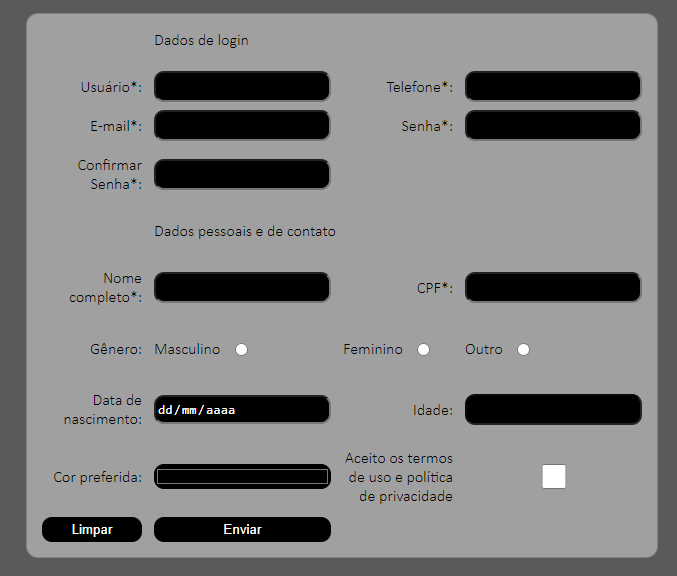 Dados de login
Usuário*:
Telefone*:
E-mail*:
Senha*:
Confirmar
Senha*:
Dados pessoais e de contato
Nome
completo*:
CPF*:
Gênero: Masculino Feminino Outro
Data de
nascimento:
dd/mm/aaaa
Idade:
Cor preferida:
Aceito os termos
de uso e política
de privacidade
Limpar
Enviar